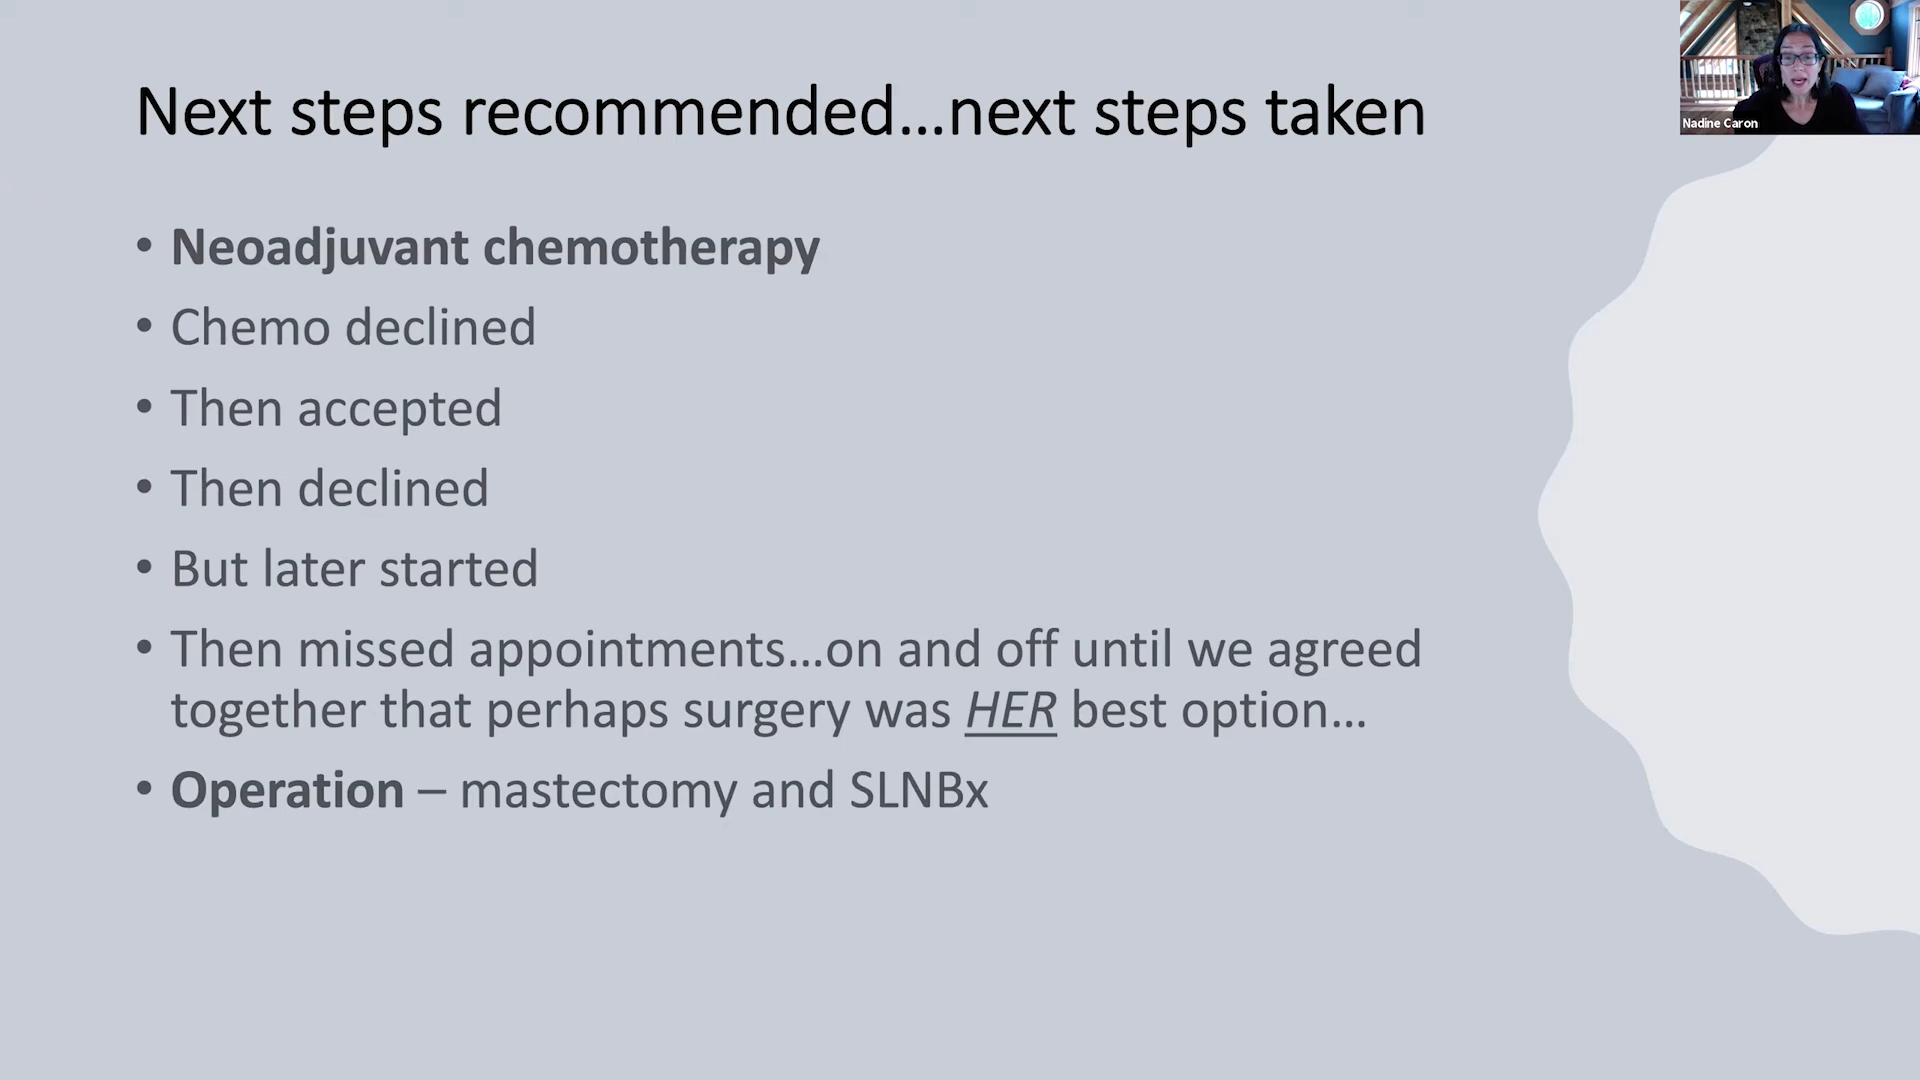 Next steps recommended...next steps taken
Nadine Caron
• Neoadjuvant chemotherapy
• Chemo declined
• Then accepted
• Then declined
• But later started
• Then missed appointments...on and off until we agreed
together that perhaps surgery was HER best option...
• Operation – mastectomy and SLNBx